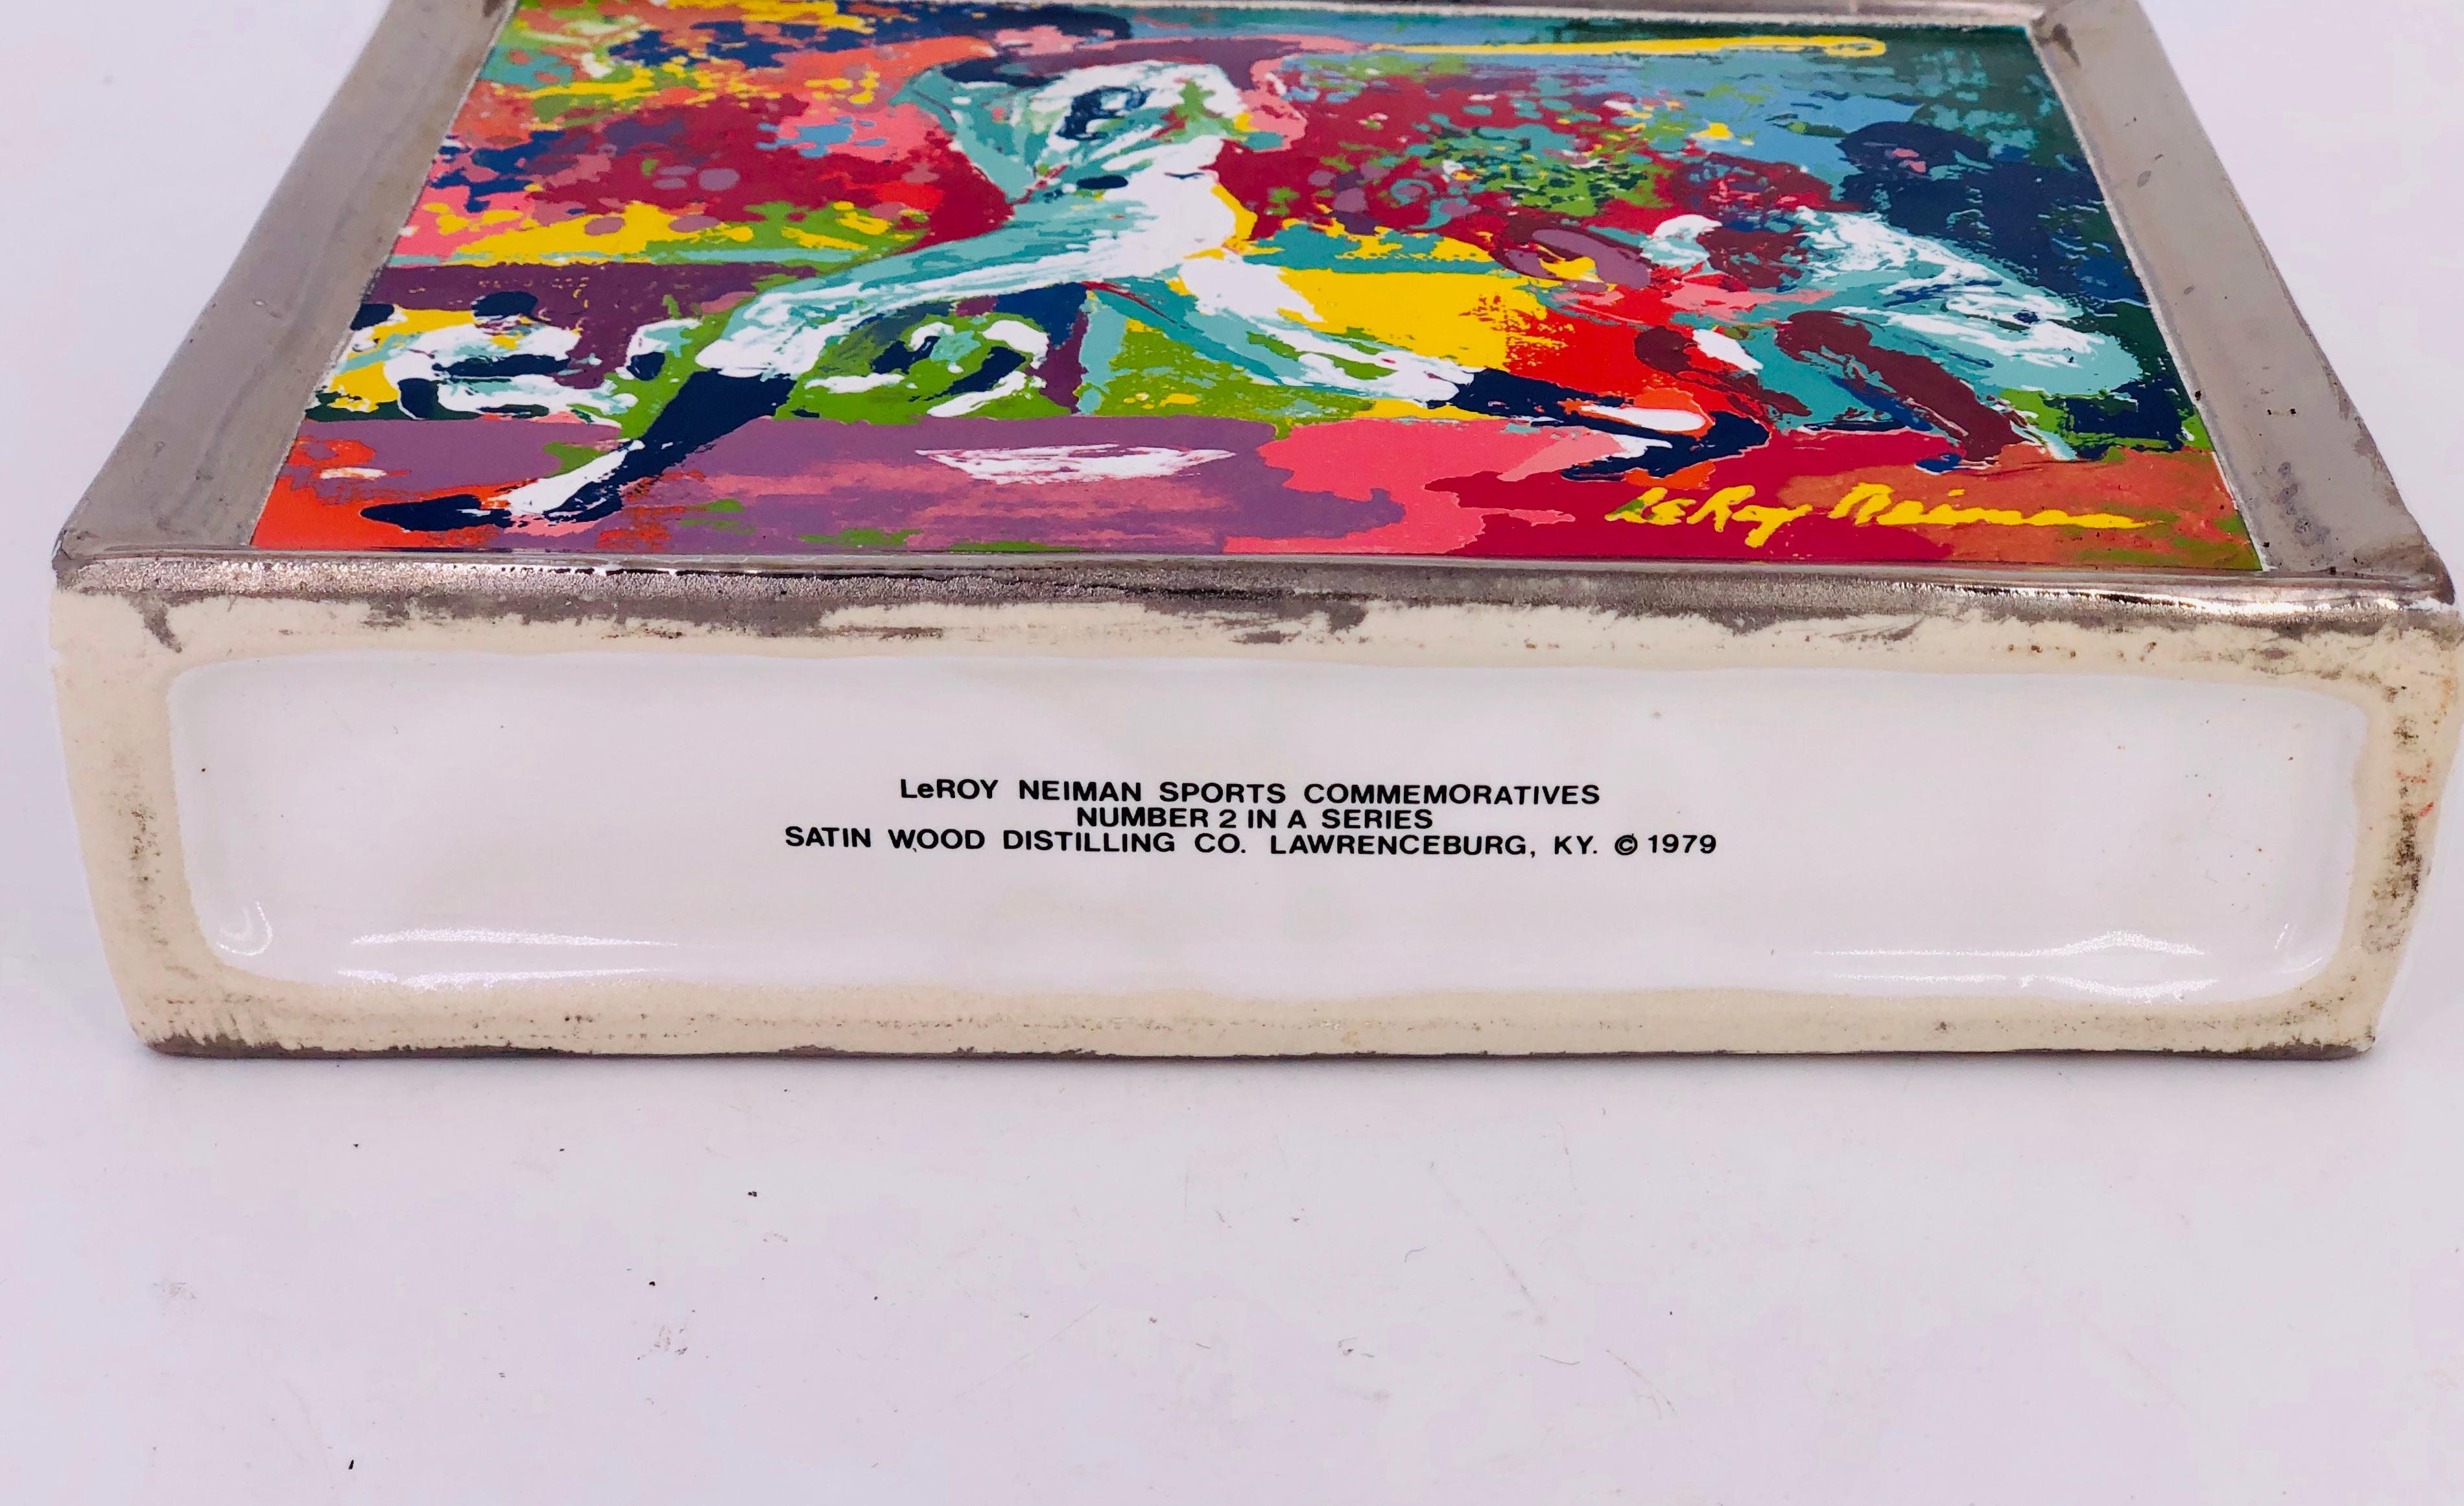 LeRoy Neiman
LeROY NEIMAN SPORTS COMMEMORATIVES
NUMBER 2 IN A SERIES
SATIN WOOD DISTILLING CO. LAWRENCEBURG, KY. © 1979